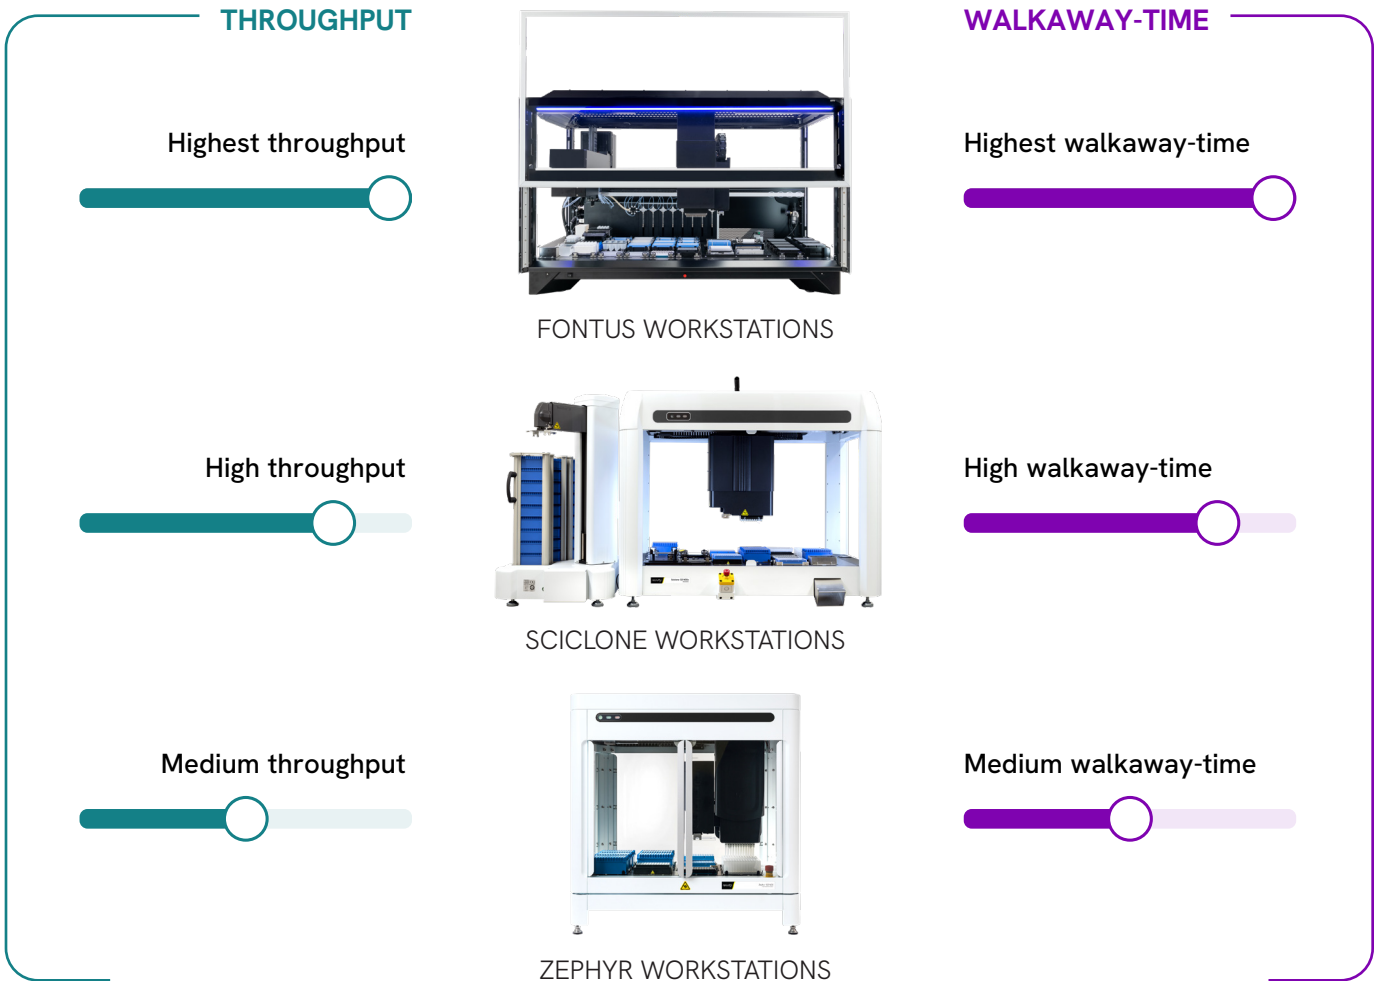 THROUGHPUT
WALKAWAY-TIME
Highest throughput
Highest walkaway-time
FONTUS WORKSTATIONS
High throughput
High walkaway-time
SCICLONE WORKSTATIONS
Medium throughput
Medium walkaway-time
ZEPHYR WORKSTATIONS